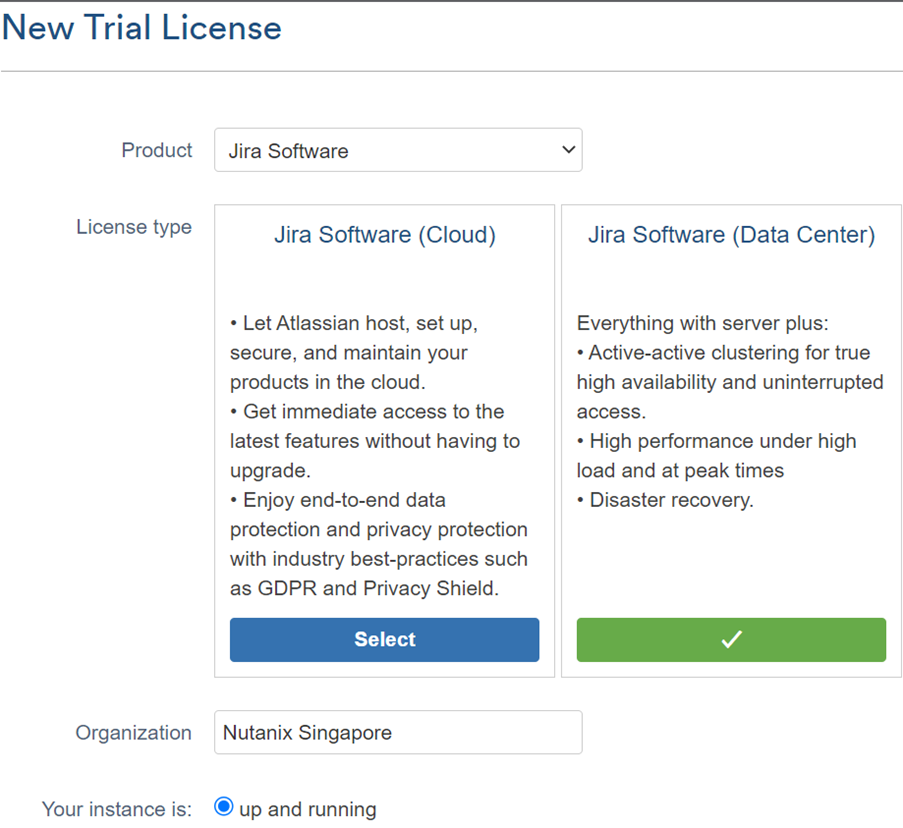 New Trial License
Product
Jira Software
License type
Jira Software (Cloud)
• Let Atlassian host, set up,
secure, and maintain your
products in the cloud.
• Get immediate access to the
latest features without having to
upgrade.
• Enjoy end-to-end data
protection and privacy protection
with industry best-practices such
as GDPR and Privacy Shield.
Select
Jira Software (Data Center)
Everything with server plus:
• Active-active clustering for true
high availability and uninterrupted
access.
• High performance under high
load and at peak times
• Disaster recovery.
Organization
Nutanix Singapore
Your instance is:
up and running